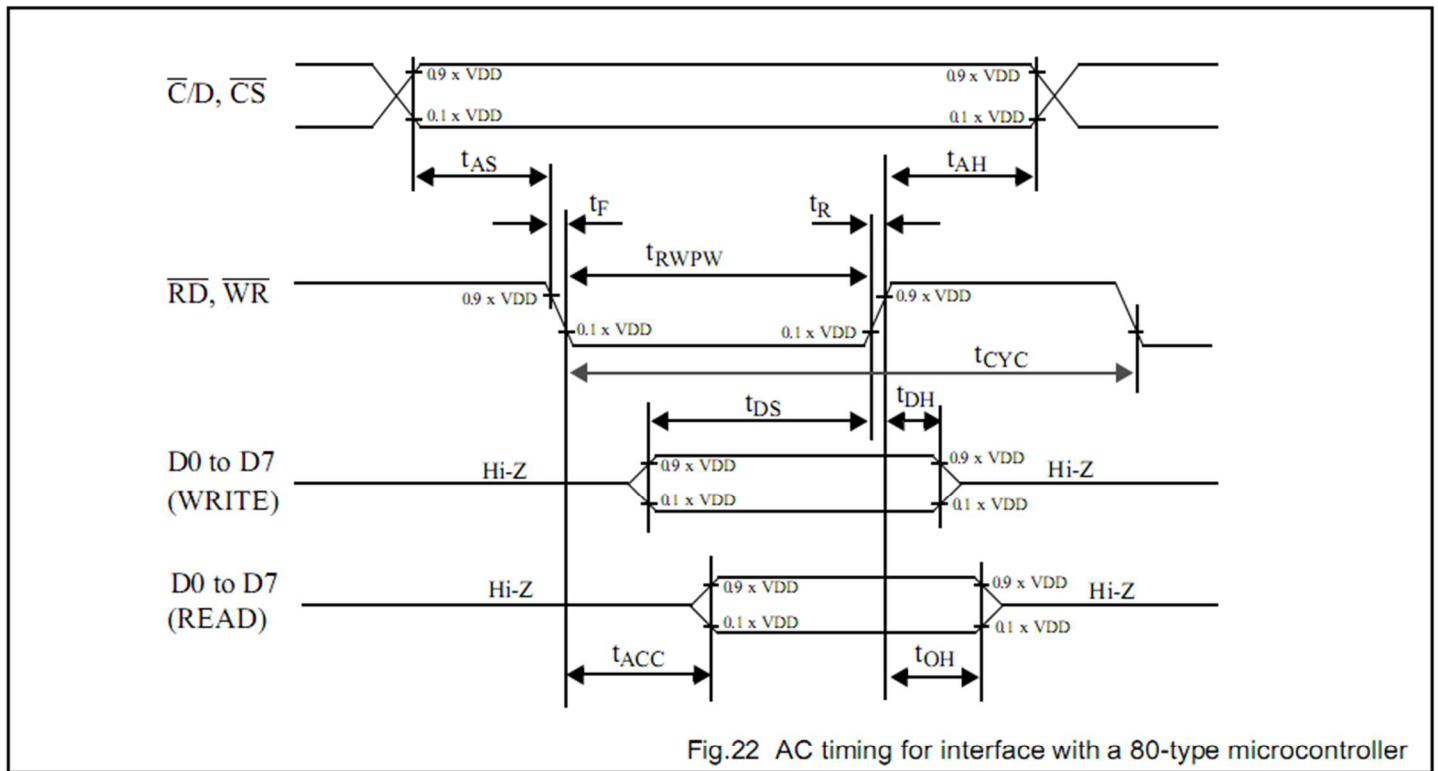 C̅/D, C̅S̅
0.9 x VDD 0.9 x VDD
0.1 x VDD 0.1 x VDD
tAS tAH
tF tR
tRWPW
R̅D̅, W̅R̅
0.9 x VDD 0.9 x VDD
0.1 x VDD 0.1 x VDD
tCYC
tDS tDH
D0 to D7
(WRITE)
Hi-Z 0.9 x VDD 0.9 x VDD Hi-Z
0.1 x VDD 0.1 x VDD
D0 to D7
(READ)
Hi-Z 0.9 x VDD 0.9 x VDD Hi-Z
0.1 x VDD 0.1 x VDD
tACC tOH
Fig.22 AC timing for interface with a 80-type microcontroller